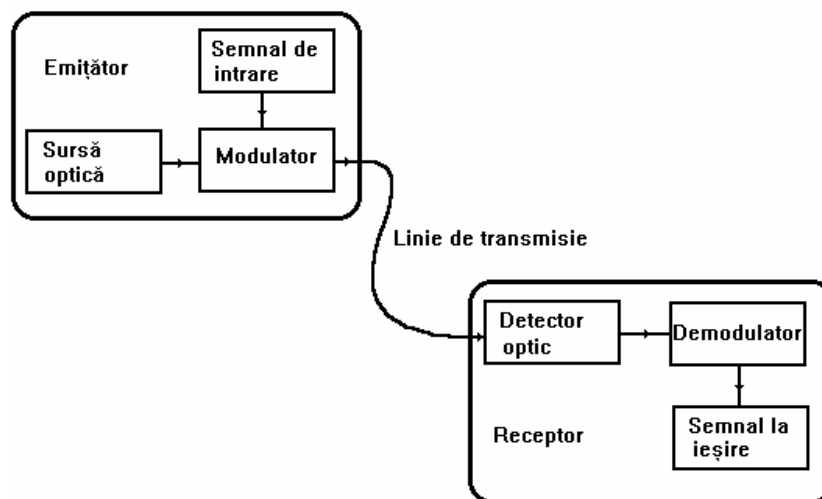 Emițător
Semnal de
intrare
Sursă
optică
Modulator
Linie de transmisie
Detector
optic
Demodulator
Semnal la
ieșire
Receptor